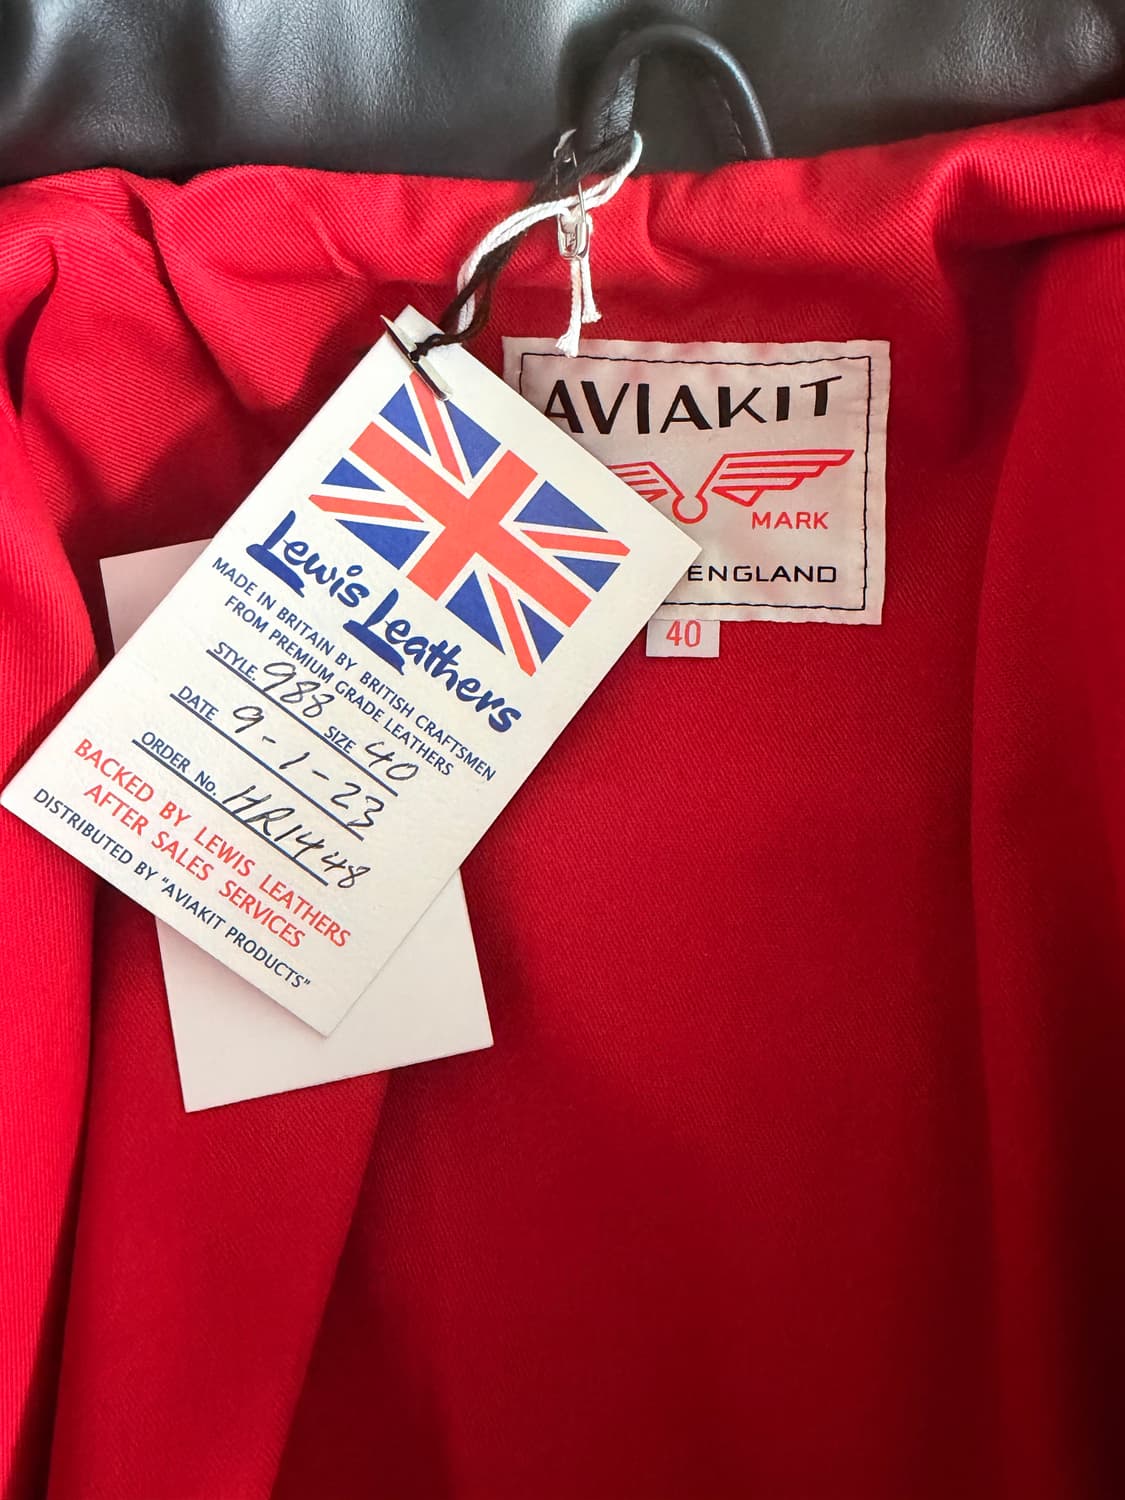 Lewis Leathers
MADE IN BRITAIN BY BRITISH CRAFTSMEN
FROM PREMIUM GRADE LEATHERS
STYLE. 988 SIZE 40
DATE 9-1-23
ORDER No. HR1448
BACKED BY LEWIS LEATHERS
AFTER SALES SERVICES
DISTRIBUTED BY "AVIAKIT PRODUCTS"
AVIAKIT
MARK
ENGLAND
40